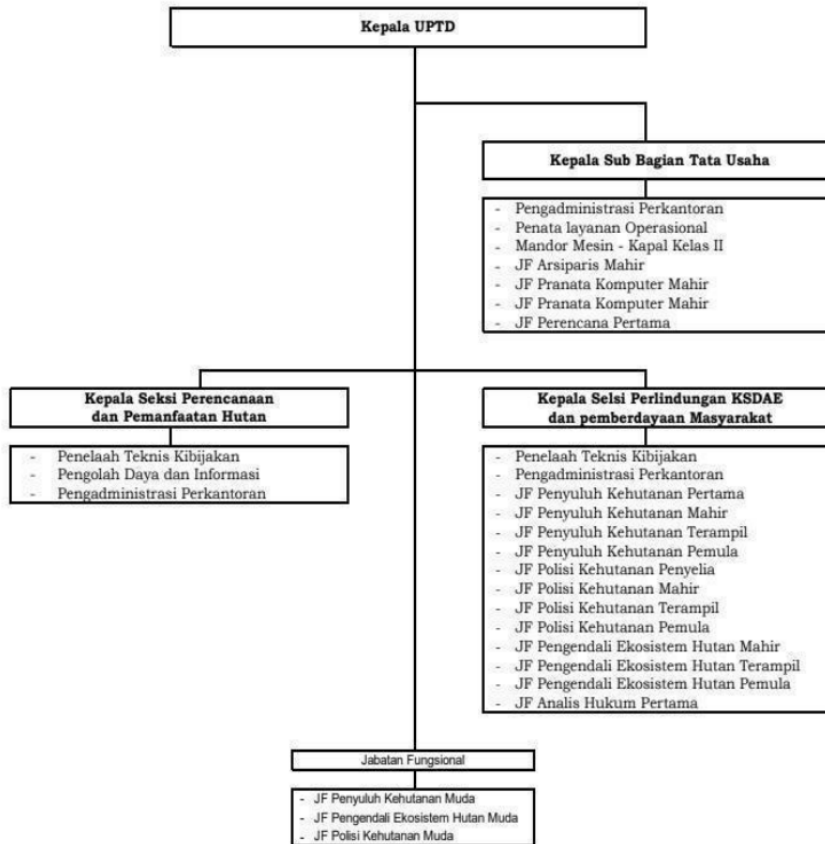 Kepala UPTD
Kepala Sub Bagian Tata Usaha
- Pengadministrasi Perkantoran
- Penata layanan Operasional
- Mandor Mesin - Kapal Kelas II
- JF Arsiparis Mahir
- JF Pranata Komputer Mahir
- JF Pranata Komputer Mahir
- JF Perencana Pertama
Kepala Seksi Perencanaan
dan Pemanfaatan Hutan
- Penelaah Teknis Kibijakan
- Pengolah Daya dan Informasi
- Pengadministrasi Perkantoran
Kepala Selsi Perlindungan KSDAE
dan pemberdayaan Masyarakat
- Penelaah Teknis Kibijakan
- Pengadministrasi Perkantoran
- JF Penyuluh Kehutanan Pertama
- JF Penyuluh Kehutanan Mahir
- JF Penyuluh Kehutanan Terampil
- JF Penyuluh Kehutanan Pemula
- JF Polisi Kehutanan Penyelia
- JF Polisi Kehutanan Mahir
- JF Polisi Kehutanan Terampil
- JF Polisi Kehutanan Pemula
- JF Pengendali Ekosistem Hutan Mahir
- JF Pengendali Ekosistem Hutan Terampil
- JF Pengendali Ekosistem Hutan Pemula
- JF Analis Hukum Pertama
Jabatan Fungsional
- JF Penyuluh Kehutanan Muda
- JF Pengendali Ekosistem Hutan Muda
- JF Polisi Kehutanan Muda